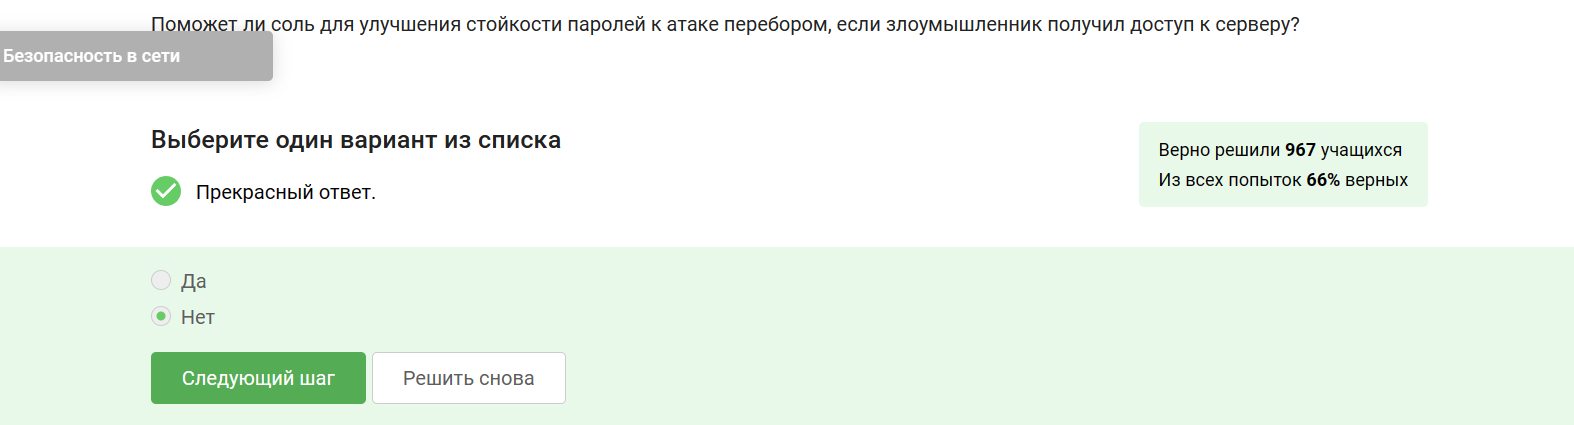 Поможет ли соль для улучшения стойкости паролей к атаке перебором, если злоумышленник получил доступ к серверу?
Безопасность в сети
Выберите один вариант из списка
Прекрасный ответ.
Верно решили 967 учащихся
Из всех попыток 66% верных
Да
Нет
Следующий шаг
Решить снова